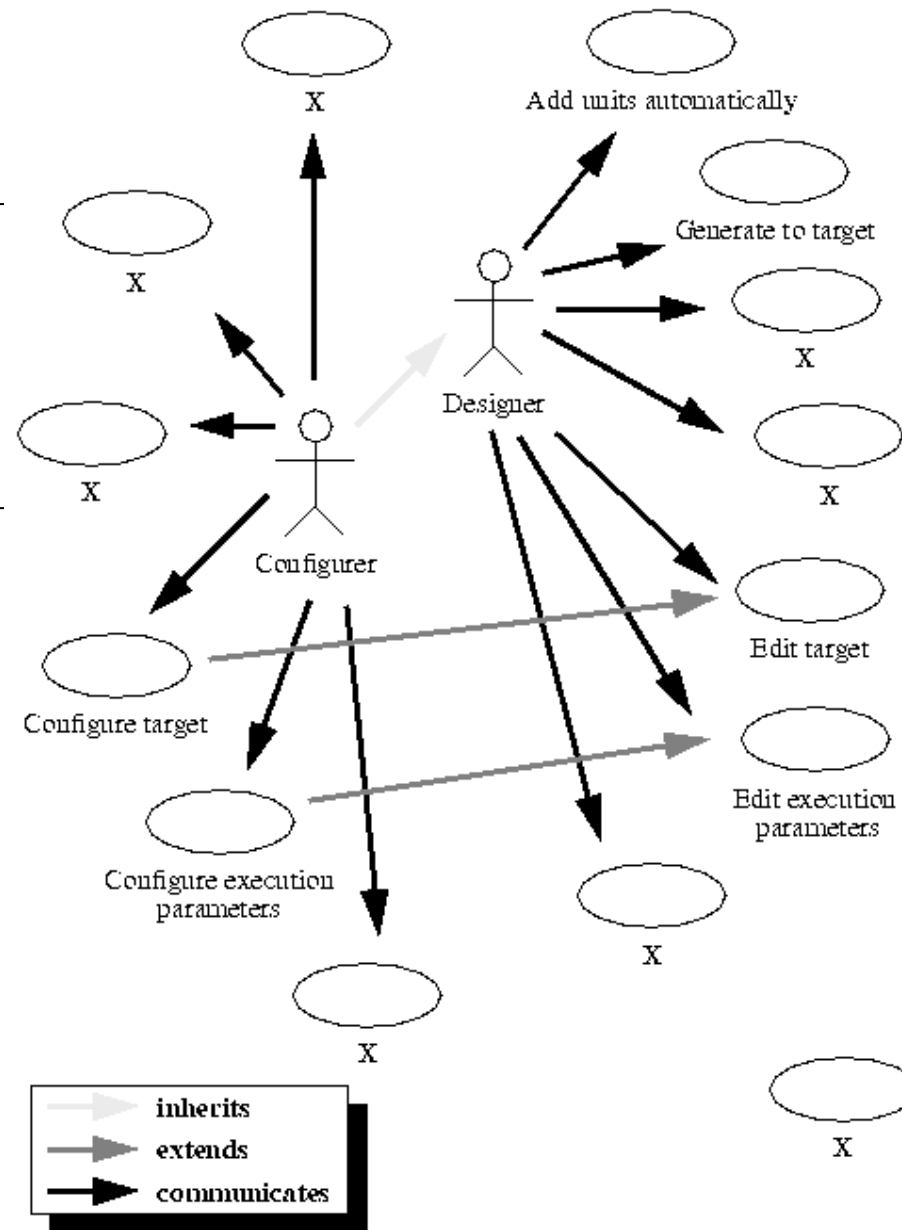 X
Add units automatically
Generate to target
X
X
Designer
X
X
Configurer
Edit target
Configure target
Edit execution
parameters
Configure execution
parameters
X
X
X
inherits
extends
communicates